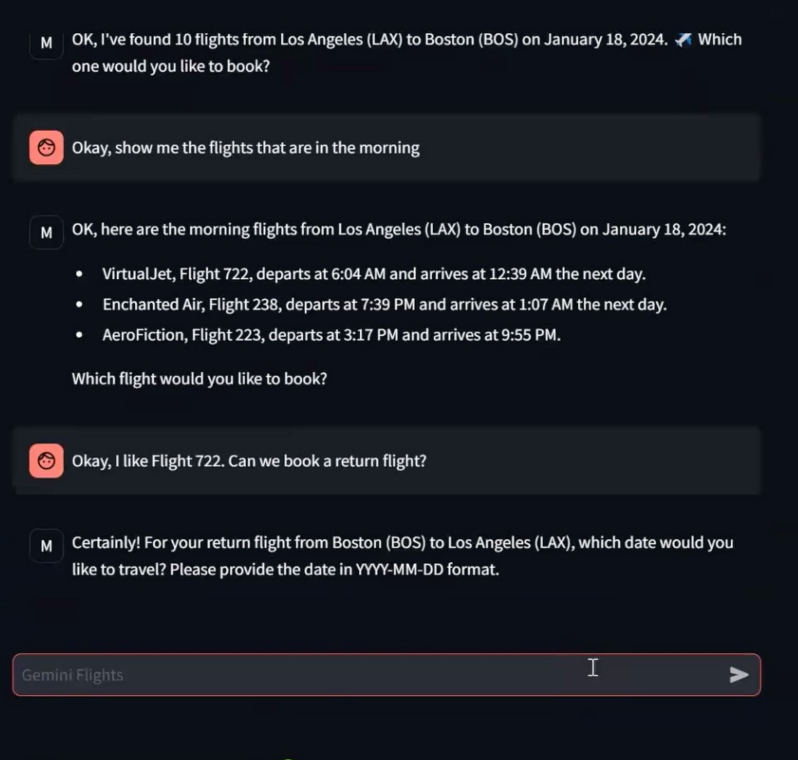 M
OK, I've found 10 flights from Los Angeles (LAX) to Boston (BOS) on January 18, 2024. ✈️ Which
one would you like to book?
Okay, show me the flights that are in the morning
M
OK, here are the morning flights from Los Angeles (LAX) to Boston (BOS) on January 18, 2024:
• VirtualJet, Flight 722, departs at 6:04 AM and arrives at 12:39 AM the next day.
• Enchanted Air, Flight 238, departs at 7:39 PM and arrives at 1:07 AM the next day.
• AeroFiction, Flight 223, departs at 3:17 PM and arrives at 9:55 PM.
Which flight would you like to book?
Okay, I like Flight 722. Can we book a return flight?
M
Certainly! For your return flight from Boston (BOS) to Los Angeles (LAX), which date would you
like to travel? Please provide the date in YYYY-MM-DD format.
Gemini Flights